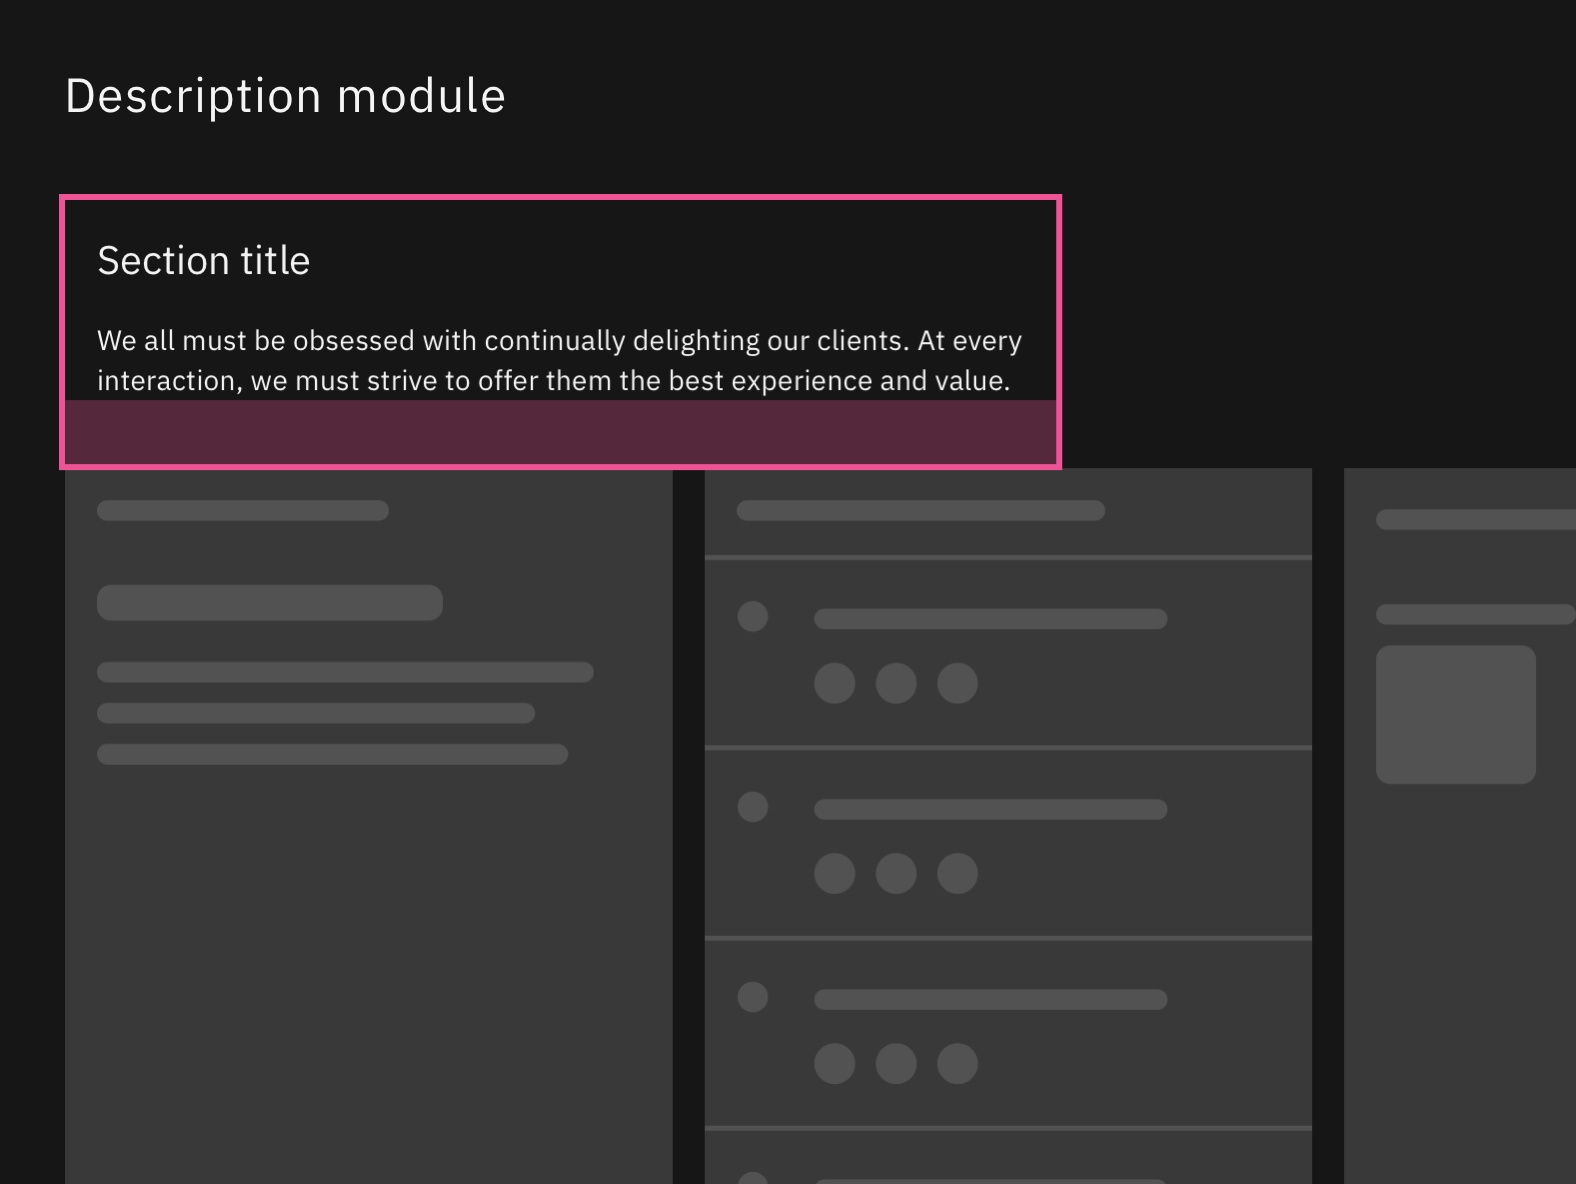 Description module
Section title
We all must be obsessed with continually delighting our clients. At every
interaction, we must strive to offer them the best experience and value.